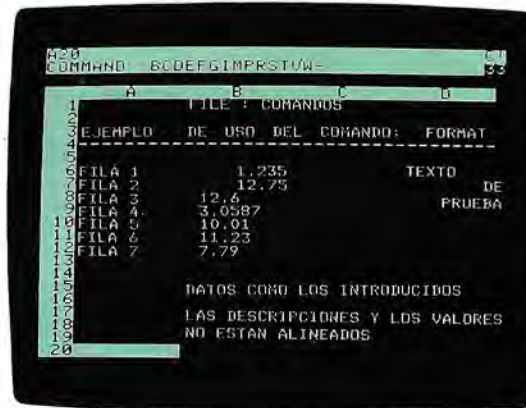 A20 C!
COMMAND: BCDEFGIMPRSTVW- 33
A B C D
1 FILE : COMANDOS
2
3 EJEMPLO DE USO DEL COMANDO: FORMAT
4 --------------------------------
5
6 FILA 1 1.235 TEXTO
7 FILA 2 12.75 DE
8 FILA 3 12.6 PRUEBA
9 FILA 4 3.0587
10 FILA 5 10.01
11 FILA 6 11.23
12 FILA 7 7.79
13
14
15 DATOS COMO LOS INTRODUCIDOS
16
17 LAS DESCRIPCIONES Y LOS VALORES
18 NO ESTAN ALINEADOS
19
20